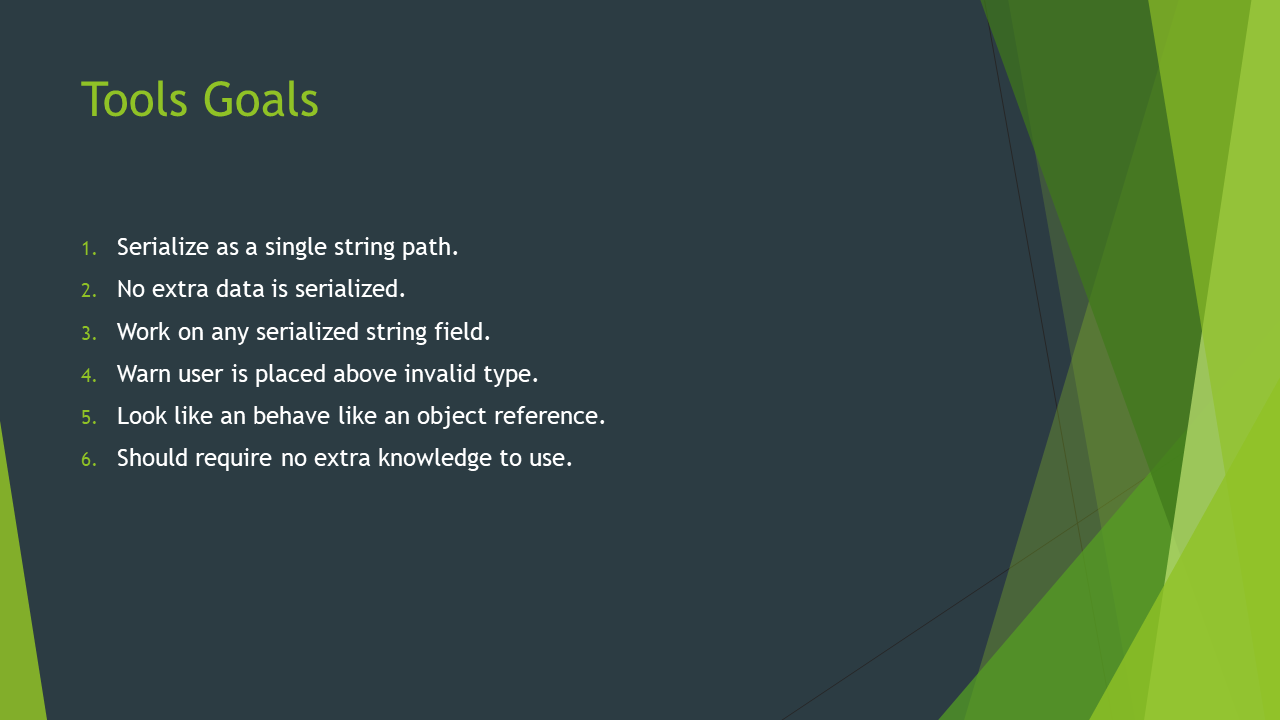 Tools Goals
1. Serialize as a single string path.
2. No extra data is serialized.
3. Work on any serialized string field.
4. Warn user is placed above invalid type.
5. Look like an behave like an object reference.
6. Should require no extra knowledge to use.